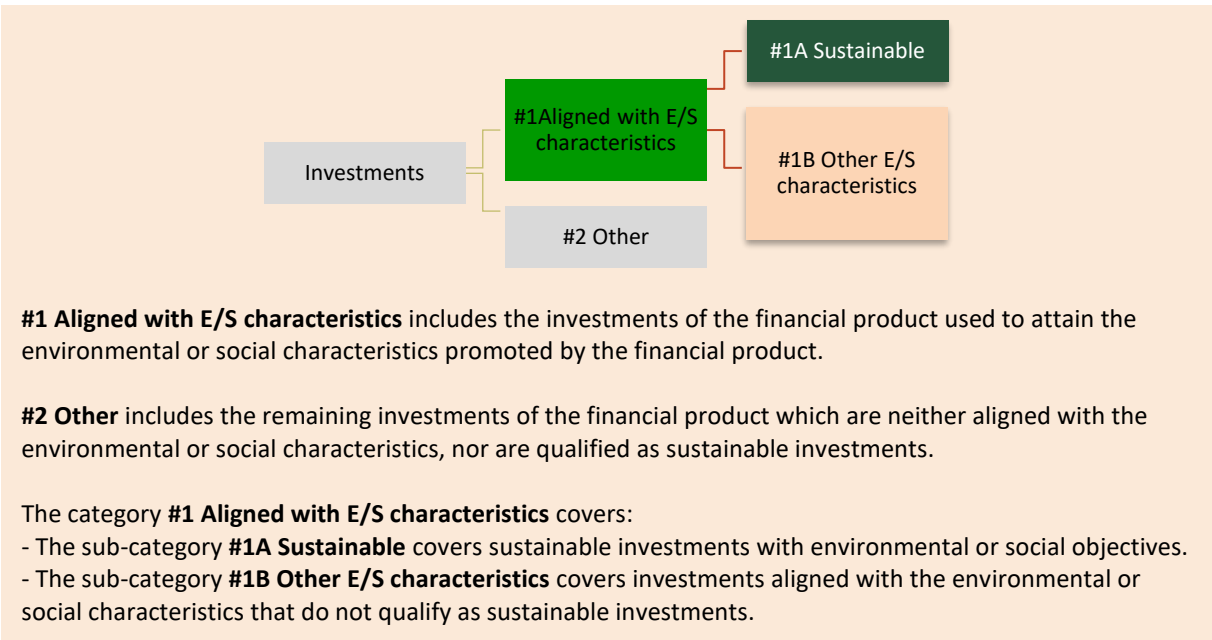 #1A Sustainable
#1Aligned with E/S
characteristics
Investments
#1B Other E/S
characteristics
#2 Other
#1 Aligned with E/S characteristics includes the investments of the financial product used to attain the
environmental or social characteristics promoted by the financial product.
#2 Other includes the remaining investments of the financial product which are neither aligned with the
environmental or social characteristics, nor are qualified as sustainable investments.
The category #1 Aligned with E/S characteristics covers:
- The sub-category #1A Sustainable covers sustainable investments with environmental or social objectives.
- The sub-category #1B Other E/S characteristics covers investments aligned with the environmental or
social characteristics that do not qualify as sustainable investments.